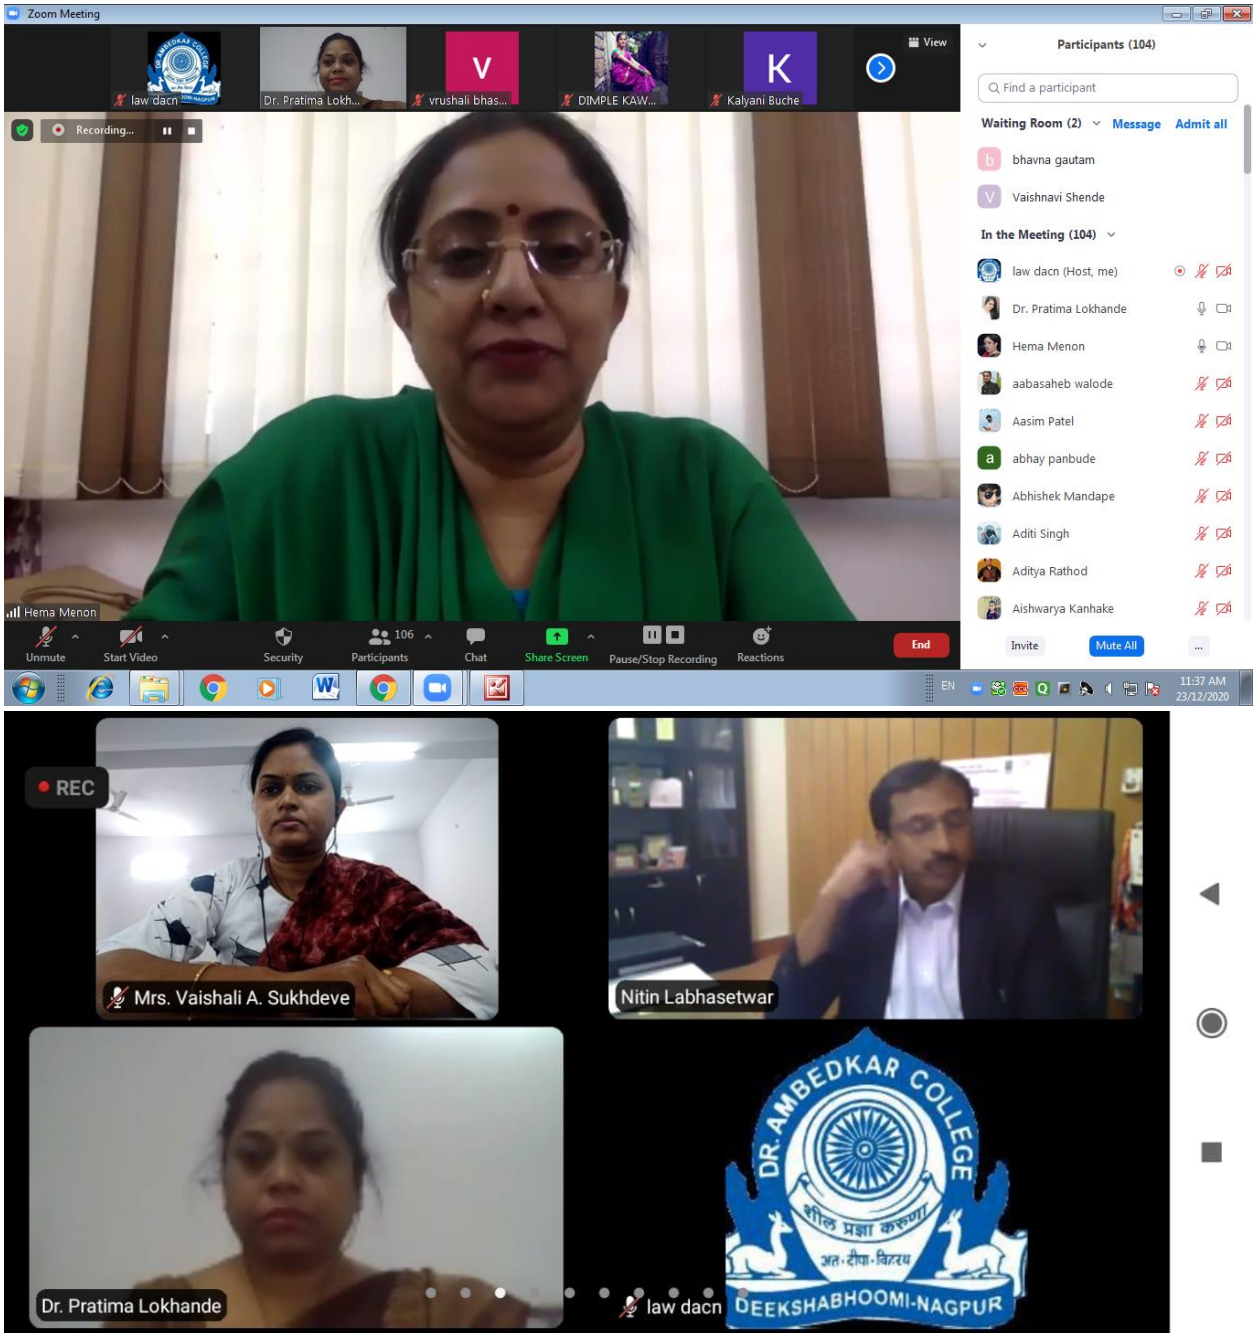 Zoom Meeting
law dacn
Dr. Pratima Lokh...
V
vrushali bhas...
DIMPLE KAW...
K
Kalyani Buche
View
Recording...
Hema Menon
Unmute
Start Video
Security
106
Participants
Chat
Share Screen
Pause/Stop Recording
Reactions
End
Participants (104)
Find a participant
Waiting Room (2)
Message
Admit all
b
bhavna gautam
V
Vaishnavi Shende
In the Meeting (104)
law dacn (Host, me)
Dr. Pratima Lokhande
Hema Menon
aabasaheb walode
Aasim Patel
a
abhay panbude
Abhishek Mandape
Aditi Singh
Aditya Rathod
Aishwarya Kanhake
Invite
Mute All
...
EN
11:37 AM
23/12/2020
REC
Mrs. Vaishali A. Sukhdeve
Nitin Labhasetwar
Dr. Pratima Lokhande
law dacn
DR. AMBEDKAR COLLEGE
शील प्रज्ञा करुणा
अत-दीपा-विहरथ
DEEKSHABHOOMI-NAGPUR